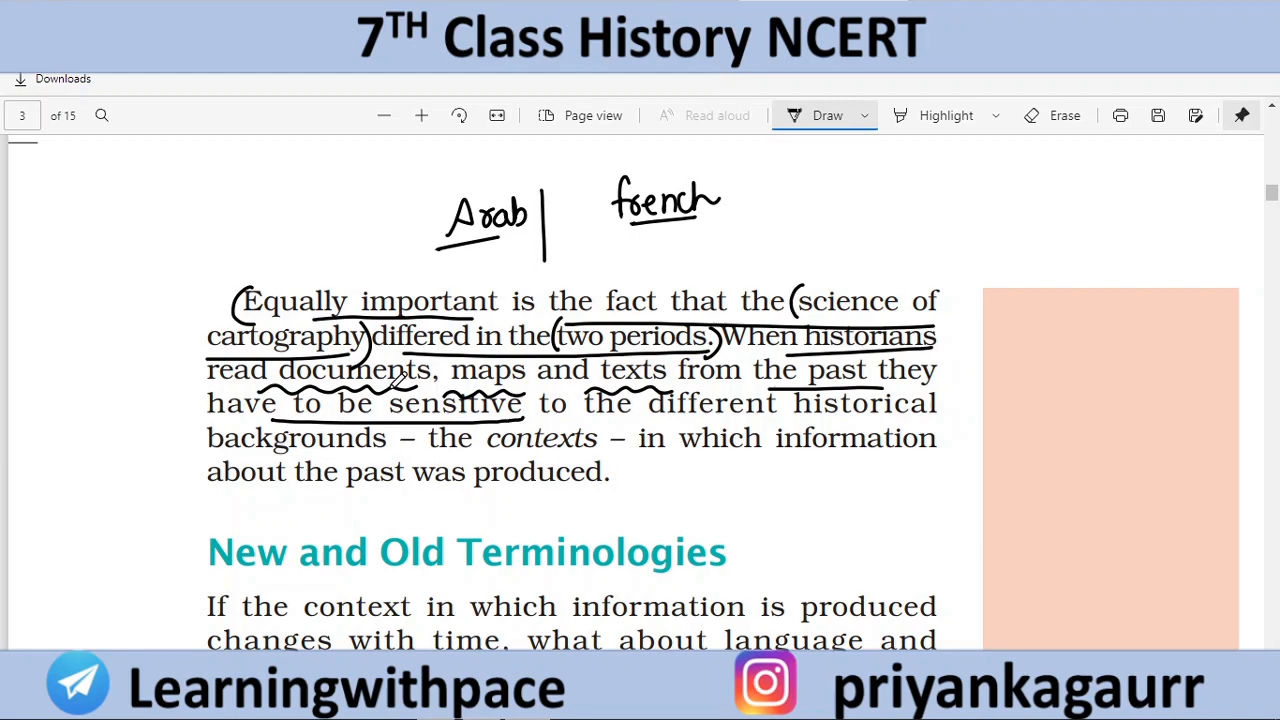 7TH Class History NCERT
Downloads
3 of 15 Page view Read aloud Draw Highlight Erase
Arab french
Equally important is the fact that the science of
cartography differed in the two periods. When historians
read documents, maps and texts from the past they
have to be sensitive to the different historical
backgrounds – the contexts – in which information
about the past was produced.
New and Old Terminologies
If the context in which information is produced
changes with time, what about language and
Learningwithpace priyankagaurr